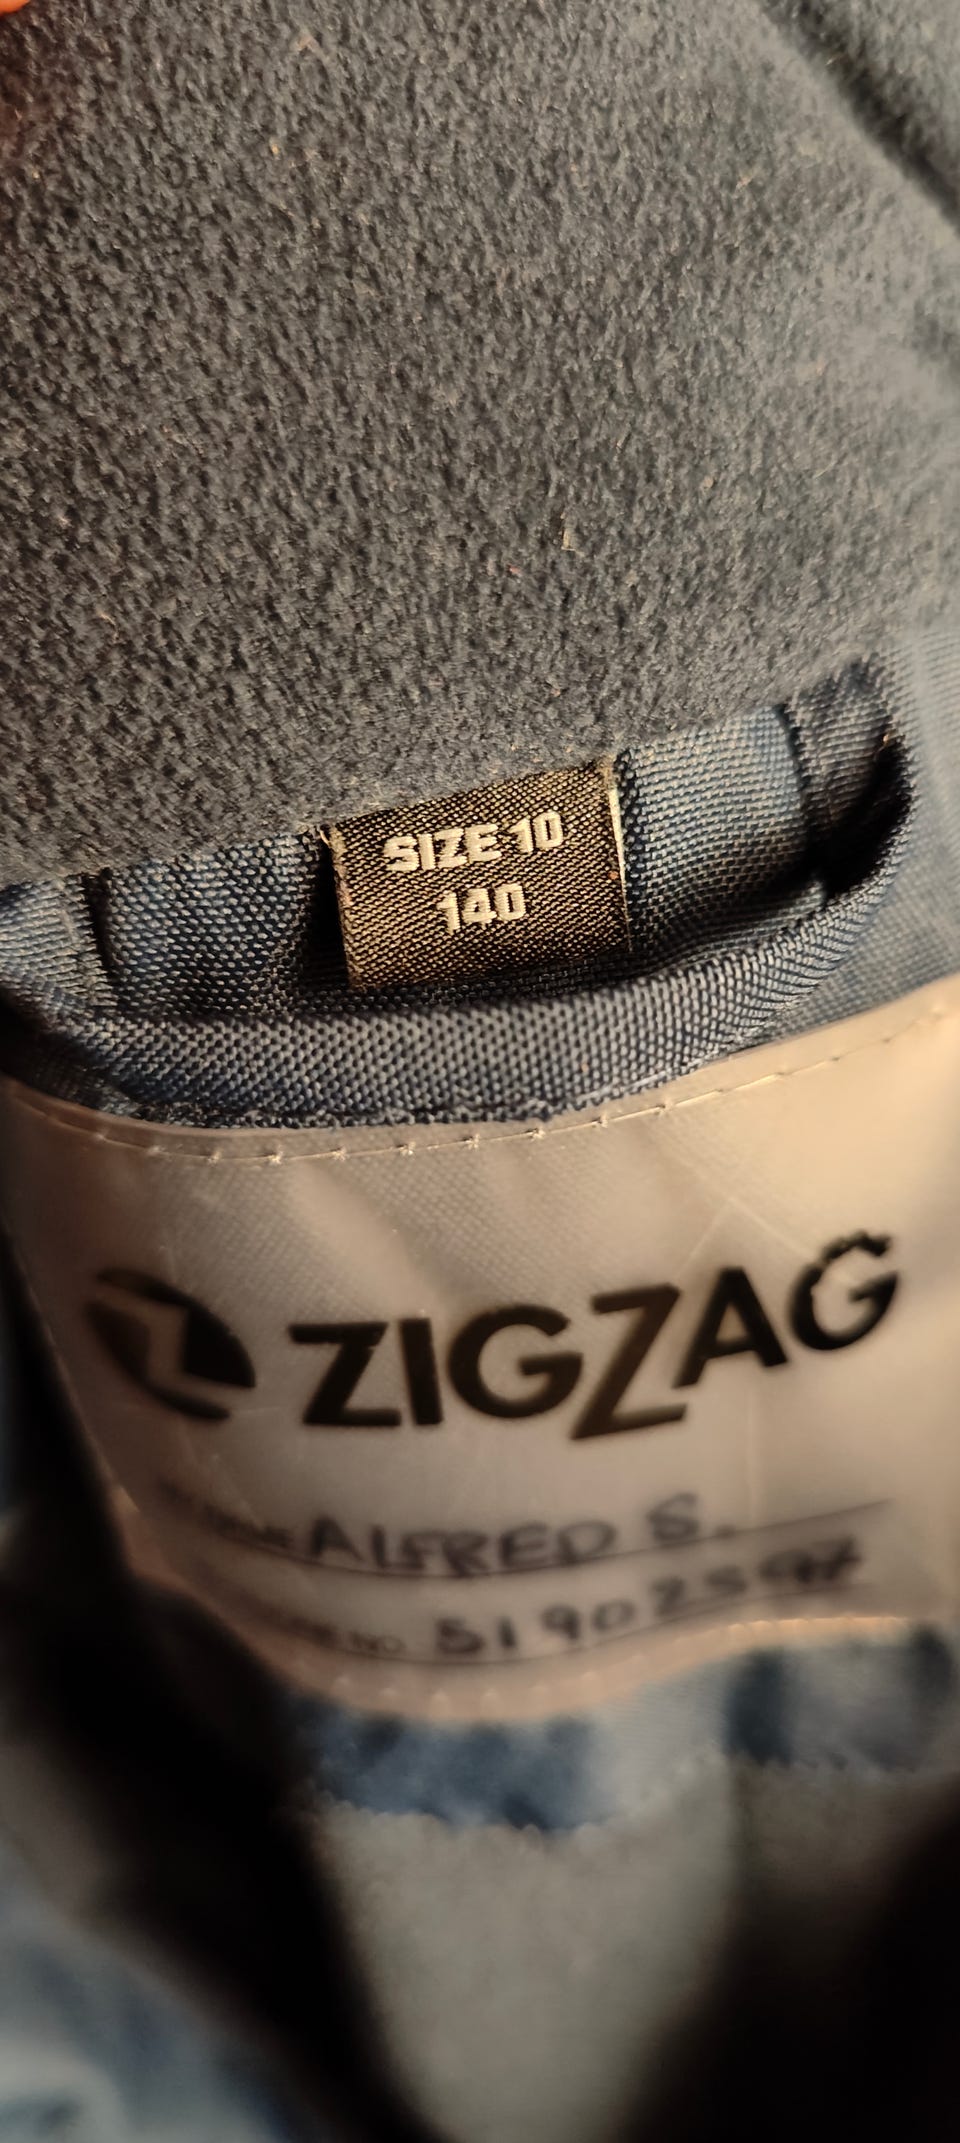 SIZE 10
140
ZIGZAG
ALFRED S.